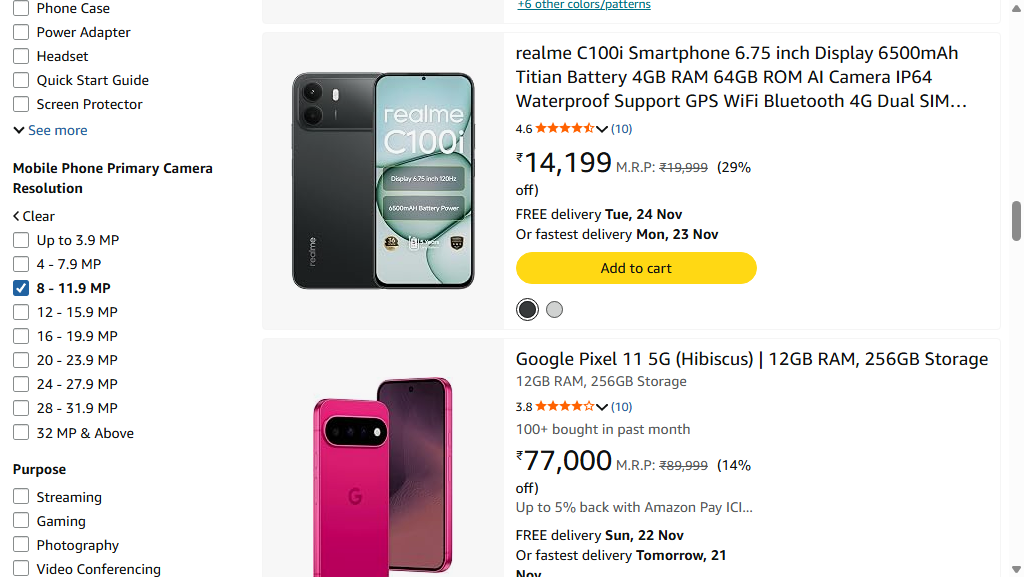 Phone Case
Power Adapter
Headset
Quick Start Guide
Screen Protector
See more
Mobile Phone Primary Camera
Resolution
Clear
Up to 3.9 MP
4 - 7.9 MP
8 - 11.9 MP
12 - 15.9 MP
16 - 19.9 MP
20 - 23.9 MP
24 - 27.9 MP
28 - 31.9 MP
32 MP & Above
Purpose
Streaming
Gaming
Photography
Video Conferencing
+6 other colors/patterns
realme
C100i
Display 6.75 inch 120Hz
6500mAH Battery Power
realme
realme C100i Smartphone 6.75 inch Display 6500mAh
Titian Battery 4GB RAM 64GB ROM AI Camera IP64
Waterproof Support GPS WiFi Bluetooth 4G Dual SIM…
4.6 (10)
₹14,199 M.R.P: ₹19,999 (29%
off)
FREE delivery Tue, 24 Nov
Or fastest delivery Mon, 23 Nov
Add to cart
G
Google Pixel 11 5G (Hibiscus) | 12GB RAM, 256GB Storage
12GB RAM, 256GB Storage
3.8 (10)
100+ bought in past month
₹77,000 M.R.P: ₹89,999 (14%
off)
Up to 5% back with Amazon Pay ICI…
FREE delivery Sun, 22 Nov
Or fastest delivery Tomorrow, 21
Nov